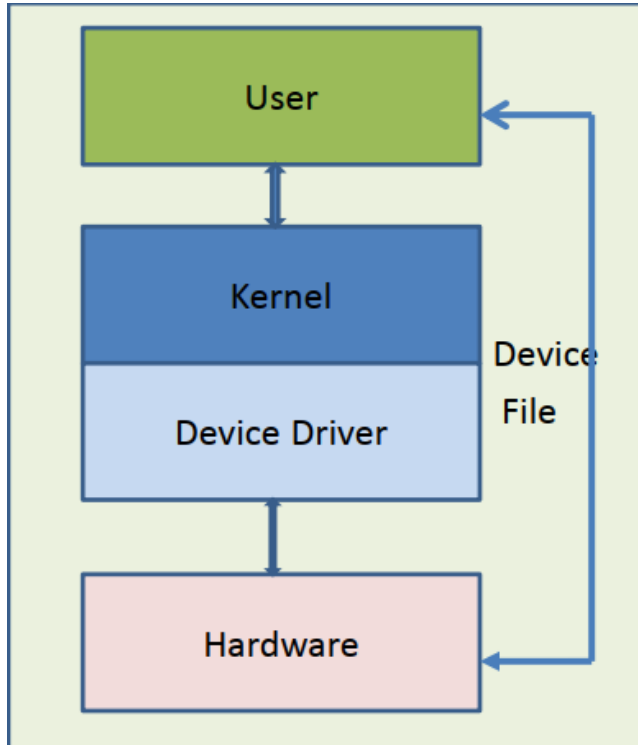 User
Kernel
Device
Device Driver
File
Hardware